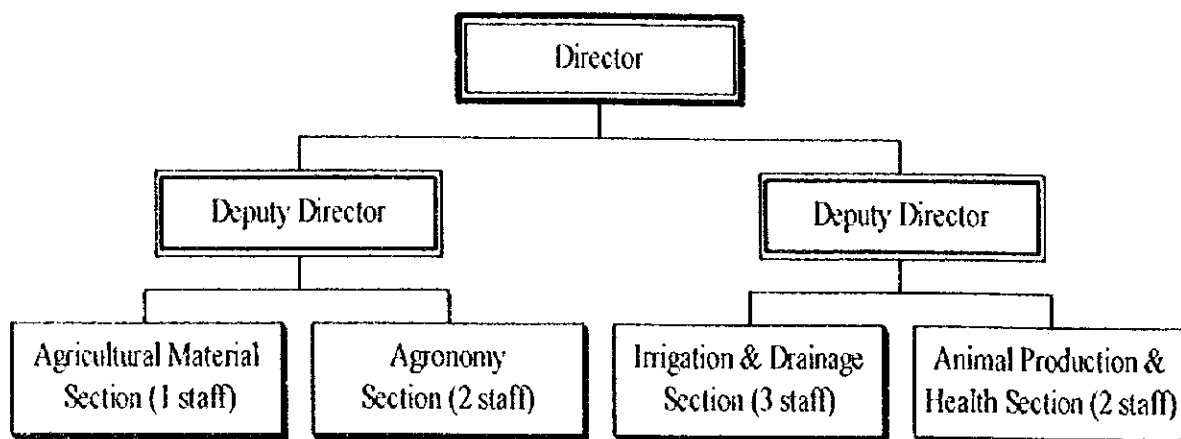 Director
Deputy Director
Deputy Director
Agricultural Material
Section (1 staff)
Agronomy
Section (2 staff)
Irrigation & Drainage
Section (3 staff)
Animal Production &
Health Section (2 staff)